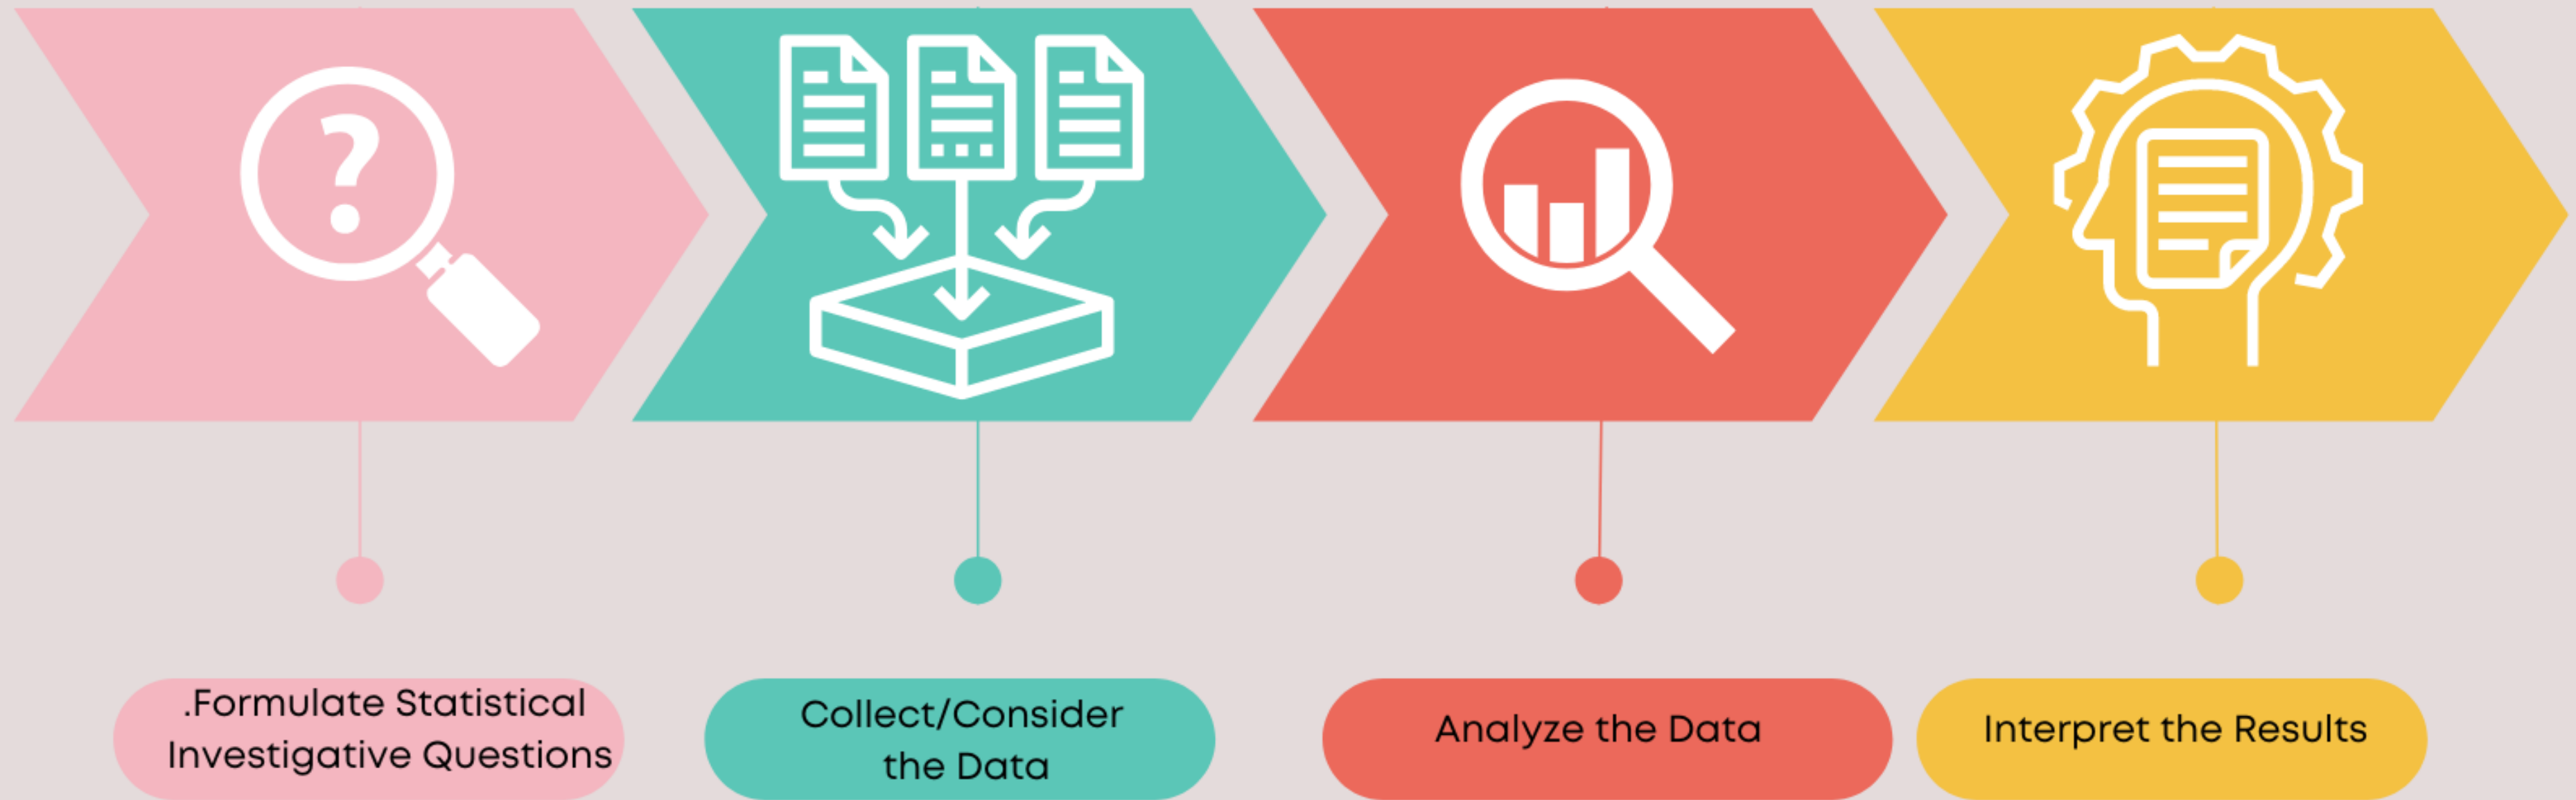 ?
.Formulate Statistical
Investigative Questions
Collect/Consider
the Data
Analyze the Data
Interpret the Results